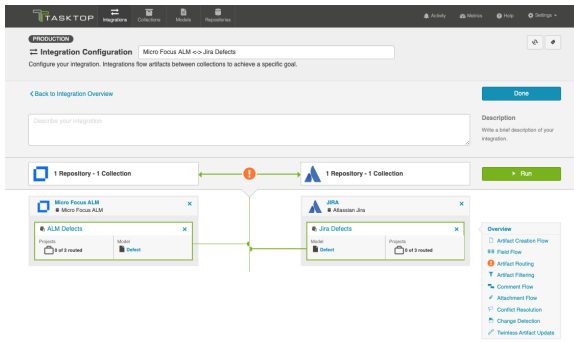 TASKTOP
Integrations
Collections
Models
Repositories
Activity
Metrics
Help
Settings
PRODUCTION
Integration Configuration
Micro Focus ALM <-> Jira Defects
Configure your integration. Integrations flow artifacts between collections to achieve a specific goal.
Back to Integration Overview
Done
Describe your integration
Description
Write a brief description of your
integration.
1 Repository - 1 Collection
1 Repository - 1 Collection
Run
Micro Focus ALM
Micro Focus ALM
ALM Defects
Projects
0 of 2 routed
Model
Defect
JIRA
Atlassian Jira
Jira Defects
Model
Defect
Projects
0 of 3 routed
Overview
Artifact Creation Flow
Field Flow
Artifact Routing
Artifact Filtering
Comment Flow
Attachment Flow
Conflict Resolution
Change Detection
Twinless Artifact Update